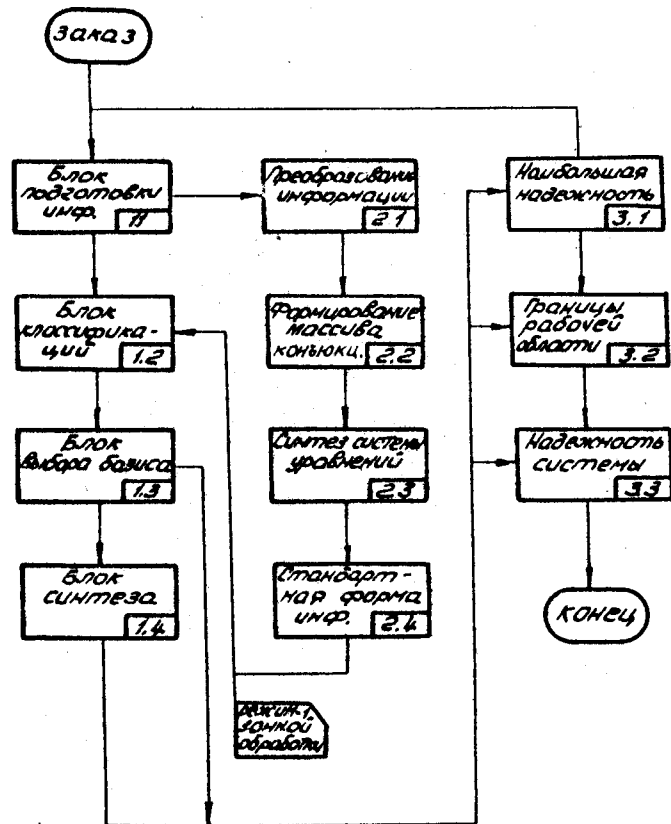 заказ
Блок
подготовки
инф.
1.1
Преобразование
информации
2.1
Наибольшая
надежность
3.1
Блок
классифика-
ций
1.2
Формирование
массива
конъюкц.
2.2
Границы
рабочей
области
3.2
Блок
выбора базиса
1.3
Синтез системы
уравнений
2.3
Надежность
системы
3.3
Блок
синтеза
1.4.
Стандарт-
ная форма
инф.
2.4
конец
обработки